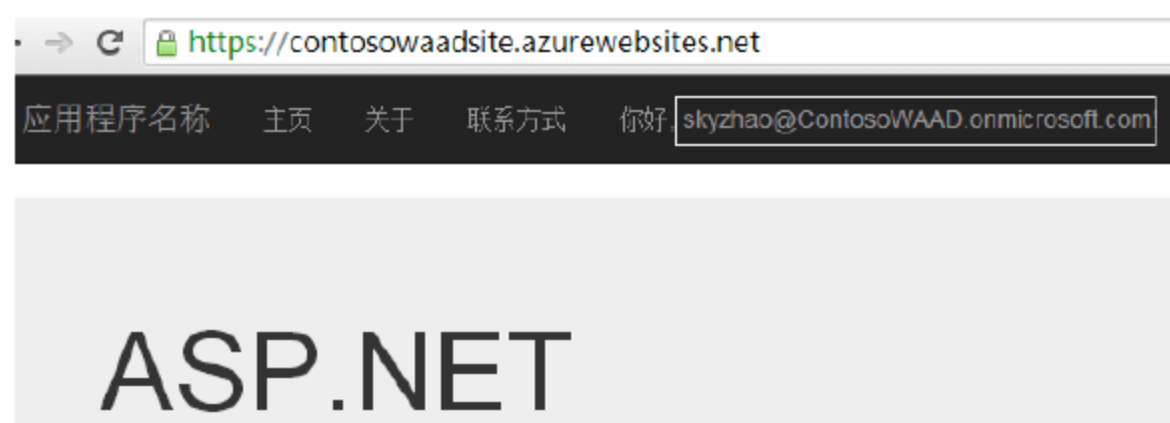 https://contosowaadsite.azurewebsites.net
应用程序名称 主页 关于 联系方式 你好, skyzhao@ContosoWAAD.onmicrosoft.com!
ASP.NET